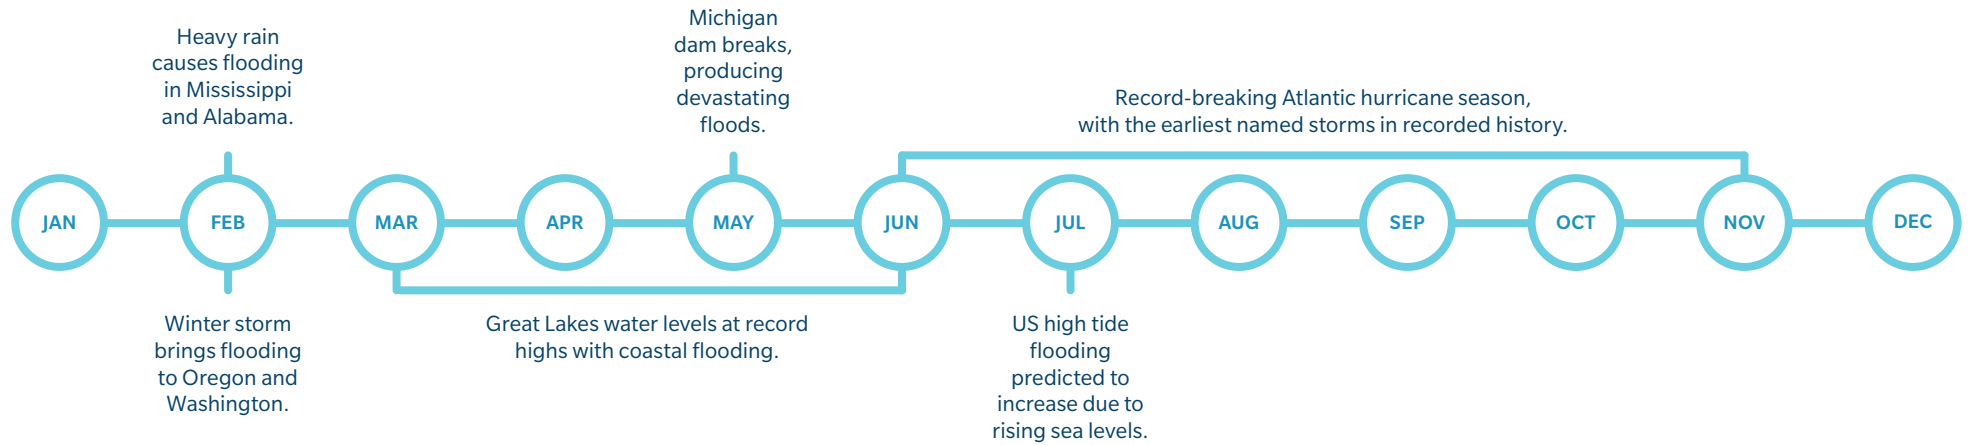 Heavy rain
causes flooding
in Mississippi
and Alabama.
Michigan
dam breaks,
producing
devastating
floods.
Record-breaking Atlantic hurricane season,
with the earliest named storms in recorded history.
JAN
FEB
MAR
APR
MAY
JUN
JUL
AUG
SEP
OCT
NOV
DEC
Winter storm
brings flooding
to Oregon and
Washington.
Great Lakes water levels at record
highs with coastal flooding.
US high tide
flooding
predicted to
increase due to
rising sea levels.